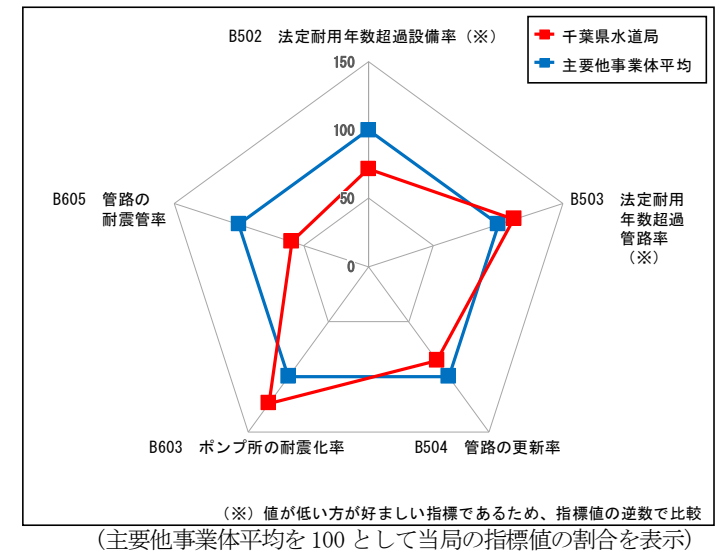 B502 法定耐用年数超過設備率（※）
千葉県水道局
主要他事業体平均
150
100
50
0
B605 管路の
耐震管率
B503 法定耐用
年数超過
管路率
（※）
B603 ポンプ所の耐震化率
B504 管路の更新率
（※）値が低い方が好ましい指標であるため、指標値の逆数で比較
（主要他事業体平均を 100 として当局の指標値の割合を表示）